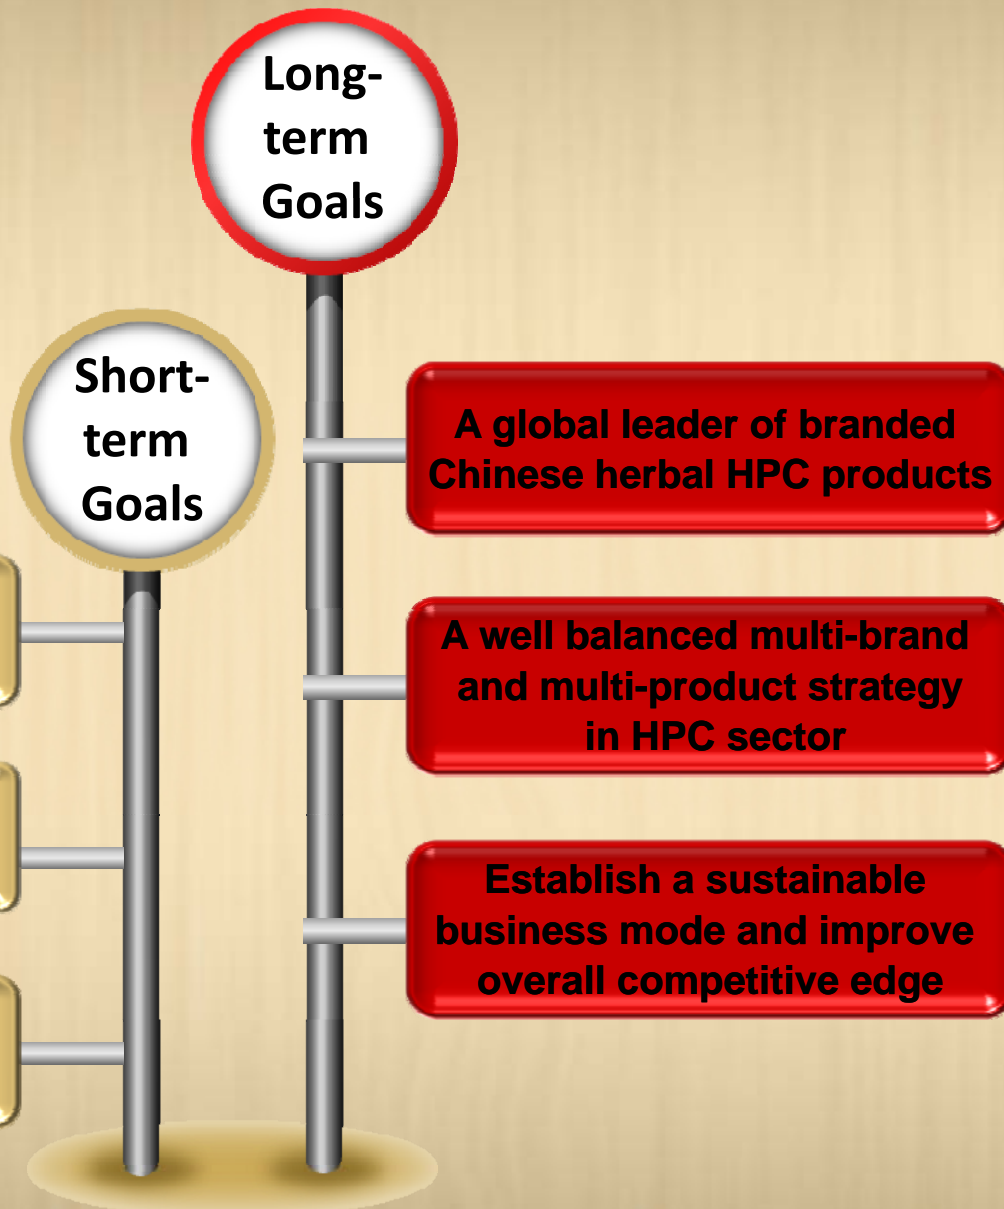 Long-
term
Goals
Short-
term
Goals
A global leader of branded
Chinese herbal HPC products
A well balanced multi-brand
and multi-product strategy
in HPC sector
Establish a sustainable
business mode and improve
overall competitive edge